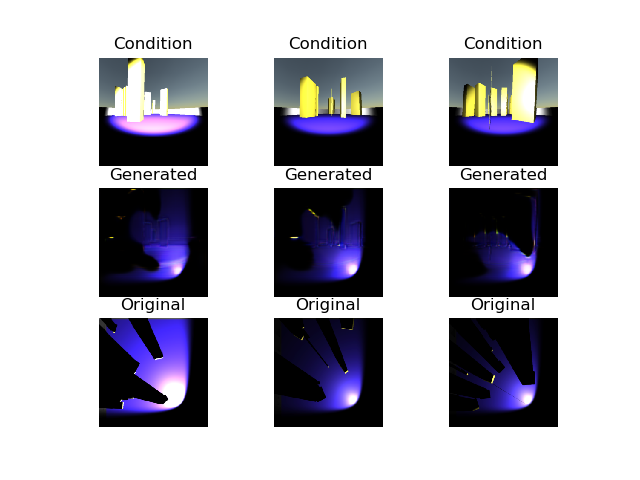 Condition Condition Condition
Generated Generated Generated
Original Original Original